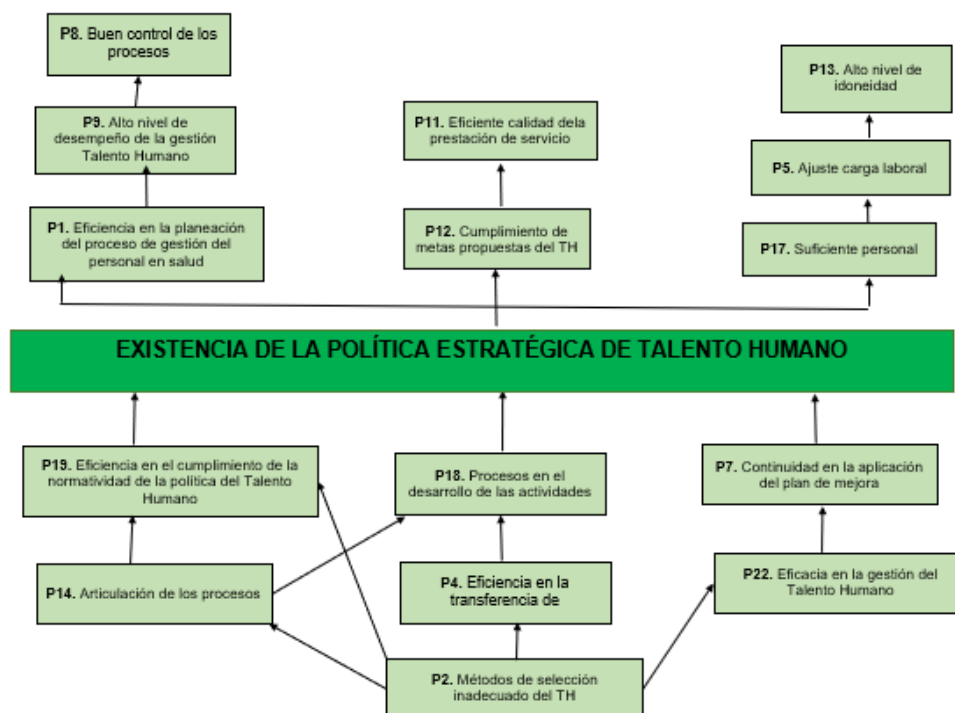 P8. Buen control de los
procesos
P13. Alto nivel de
idoneidad
P9. Alto nivel de
desempeño de la gestión
Talento Humano
P11. Eficiente calidad dela
prestación de servicio
P5. Ajuste carga laboral
P1. Eficiencia en la planeación
del proceso de gestión del
personal en salud
P12. Cumplimiento de
metas propuestas del TH
P17. Suficiente personal
EXISTENCIA DE LA POLÍTICA ESTRATÉGICA DE TALENTO HUMANO
P19. Eficiencia en el cumplimiento de la
normatividad de la política del Talento
Humano
P18. Procesos en el
desarrollo de las actividades
P7. Continuidad en la aplicación
del plan de mejora
P14. Articulación de los procesos
P4. Eficiencia en la
transferencia de
P22. Eficacia en la gestión del
Talento Humano
P2. Métodos de selección
inadecuado del TH